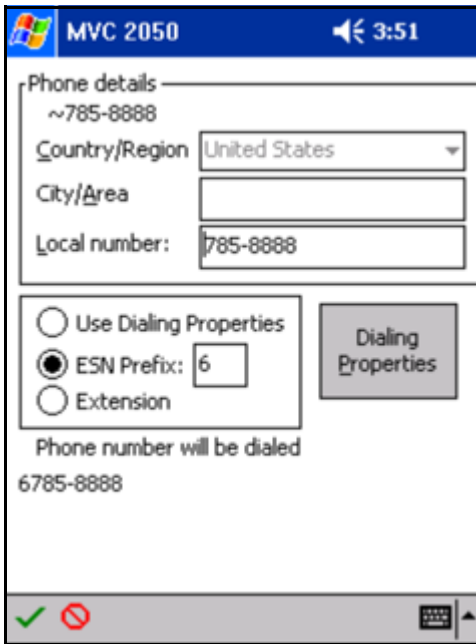 MVC 2050 3:51
Phone details
~785-8888
Country/Region United States
City/Area
Local number: 785-8888
Use Dialing Properties
ESN Prefix: 6
Extension
Dialing
Properties
Phone number will be dialed
6785-8888